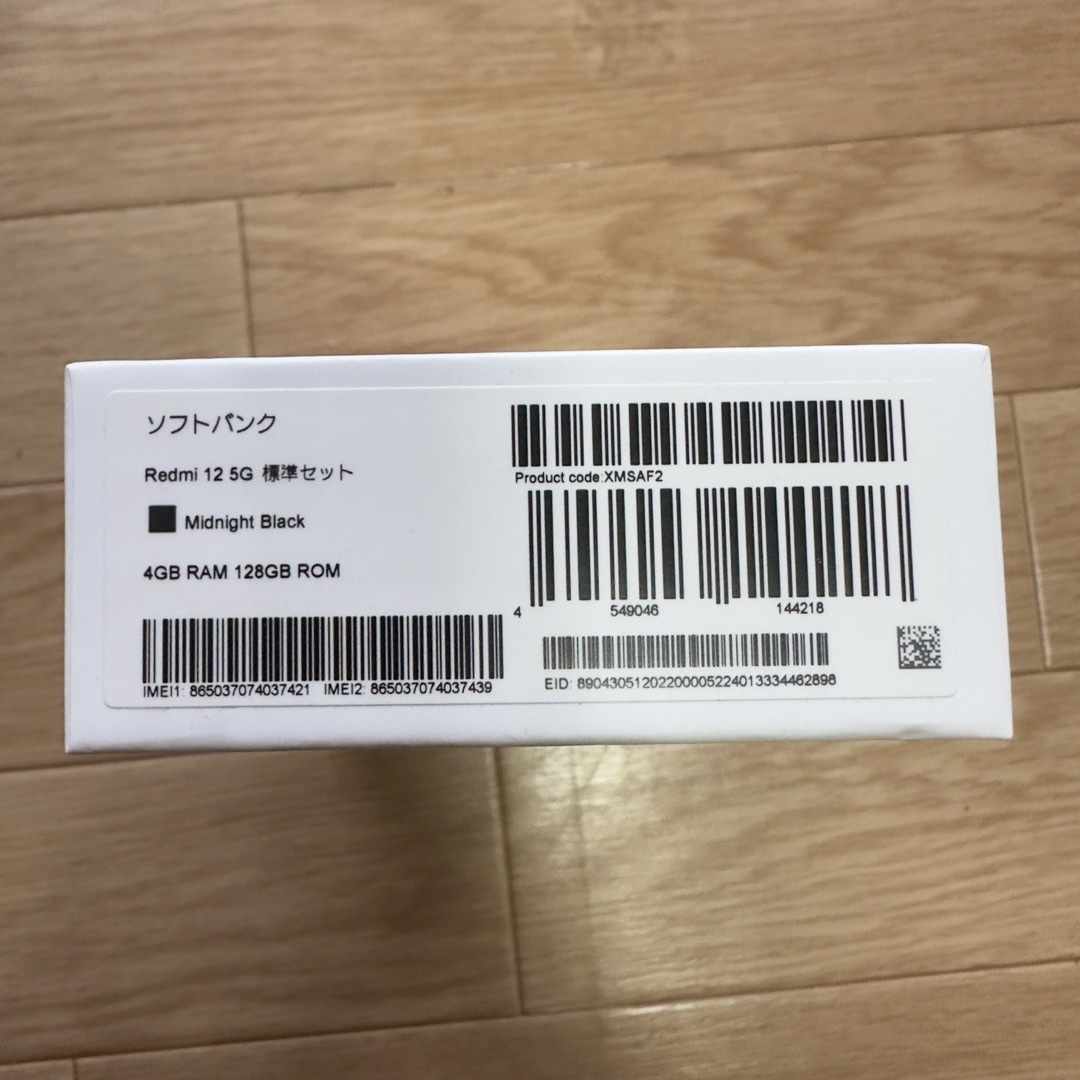 ソフトバンク
Redmi 12 5G 標準セット
Midnight Black
4GB RAM 128GB ROM
IMEI1: 865037074037421 IMEI2: 865037074037439
Product code:XMSAF2
4 549046 144218
EID: 89043051202200005224013334462898